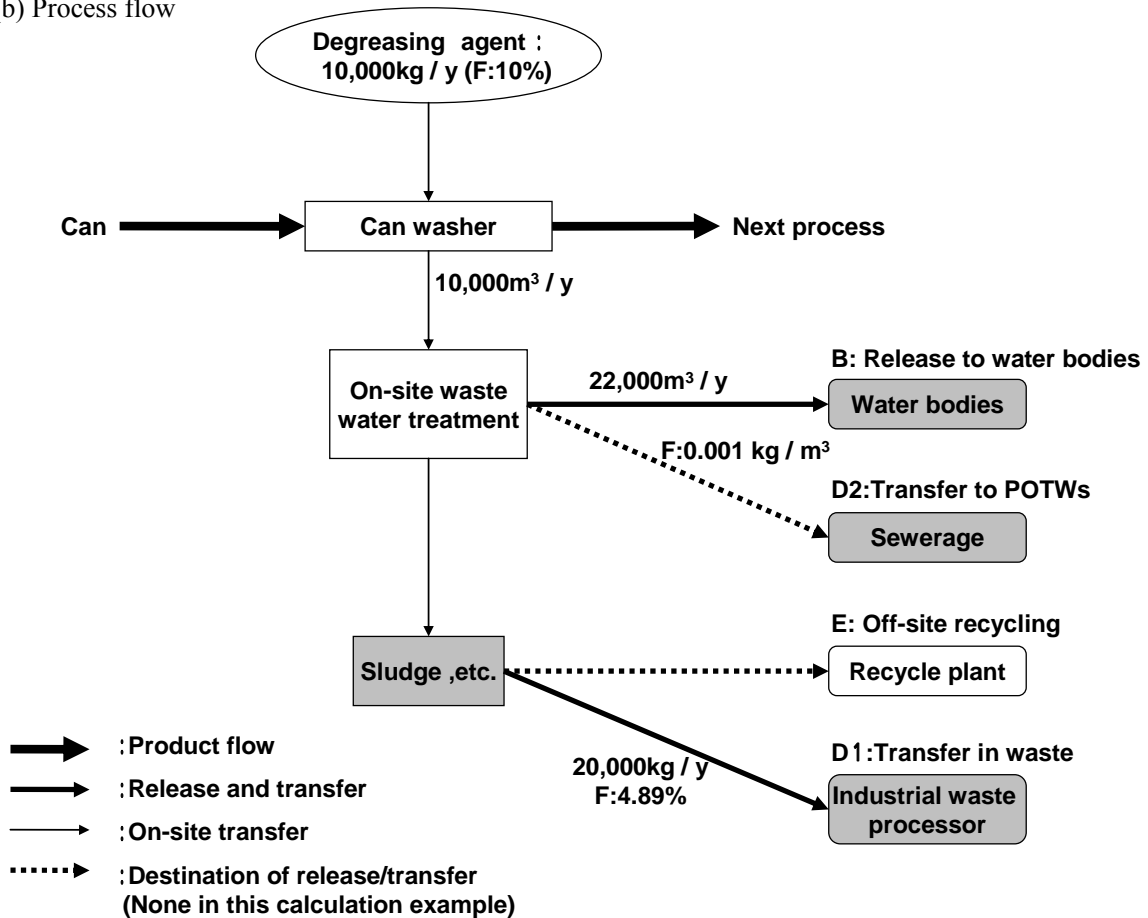 b) Process flow
Degreasing agent :
10,000kg / y (F:10%)
Can
Can washer
Next process
10,000m³ / y
On-site waste
water treatment
22,000m³ / y
B: Release to water bodies
Water bodies
F:0.001 kg / m³
D2:Transfer to POTWs
Sewerage
Sludge ,etc.
E: Off-site recycling
Recycle plant
20,000kg / y
F:4.89%
D1:Transfer in waste
Industrial waste
processor
:Product flow
:Release and transfer
:On-site transfer
:Destination of release/transfer
(None in this calculation example)